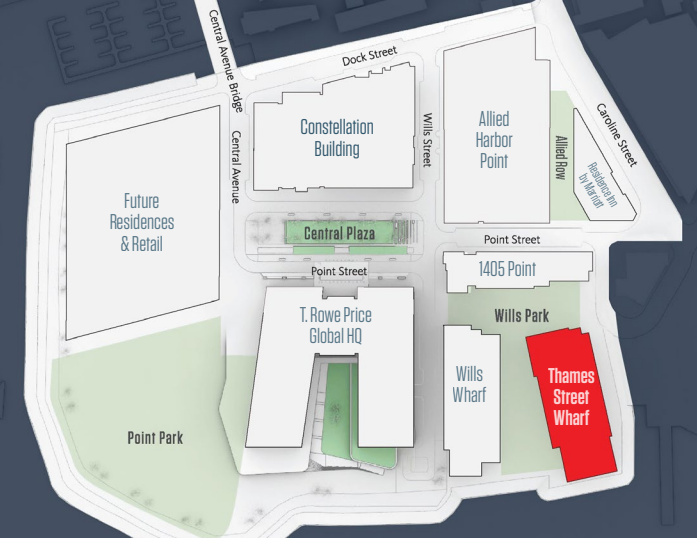 Central Avenue Bridge
Dock Street
Constellation
Building
Central Avenue
Wills Street
Allied
Harbor
Point
Allied Row
Caroline Street
Residence Inn
by Marriott
Future
Residences
& Retail
Central Plaza
Point Street
Point Street
1405 Point
T. Rowe Price
Global HQ
Wills Park
Wills
Wharf
Thames
Street
Wharf
Point Park